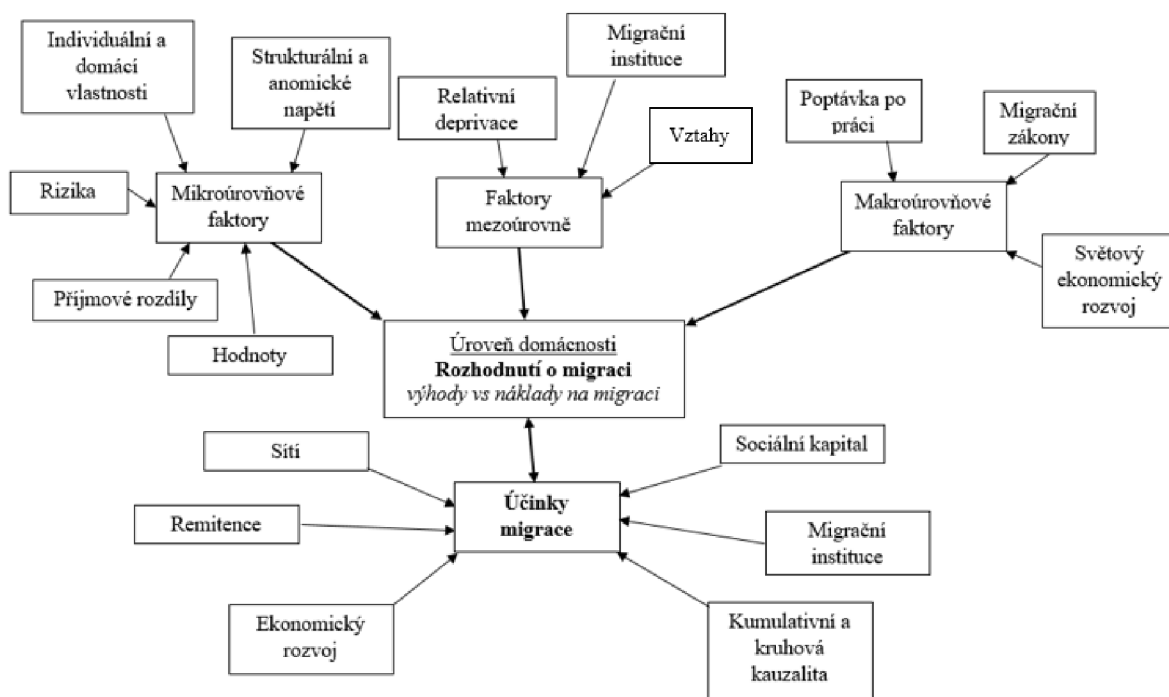 Individuální a
domácí
vlastnosti
Strukturální a
anomické
napětí
Migrační
instituce
Relativní
deprivace
Vztahy
Poptávka po
práci
Migrační
zákony
Rizika
Mikroúrovňové
faktory
Faktory
mezoúrovně
Makroúrovňové
faktory
Příjmové rozdíly
Hodnoty
Světový
ekonomický
rozvoj
Úroveň domácnosti
Rozhodnutí o migraci
výhody vs náklady na migraci
Sítí
Sociální kapital
Remitence
Účinky
migrace
Migrační
instituce
Ekonomický
rozvoj
Kumulativní a
kruhová
kauzalita